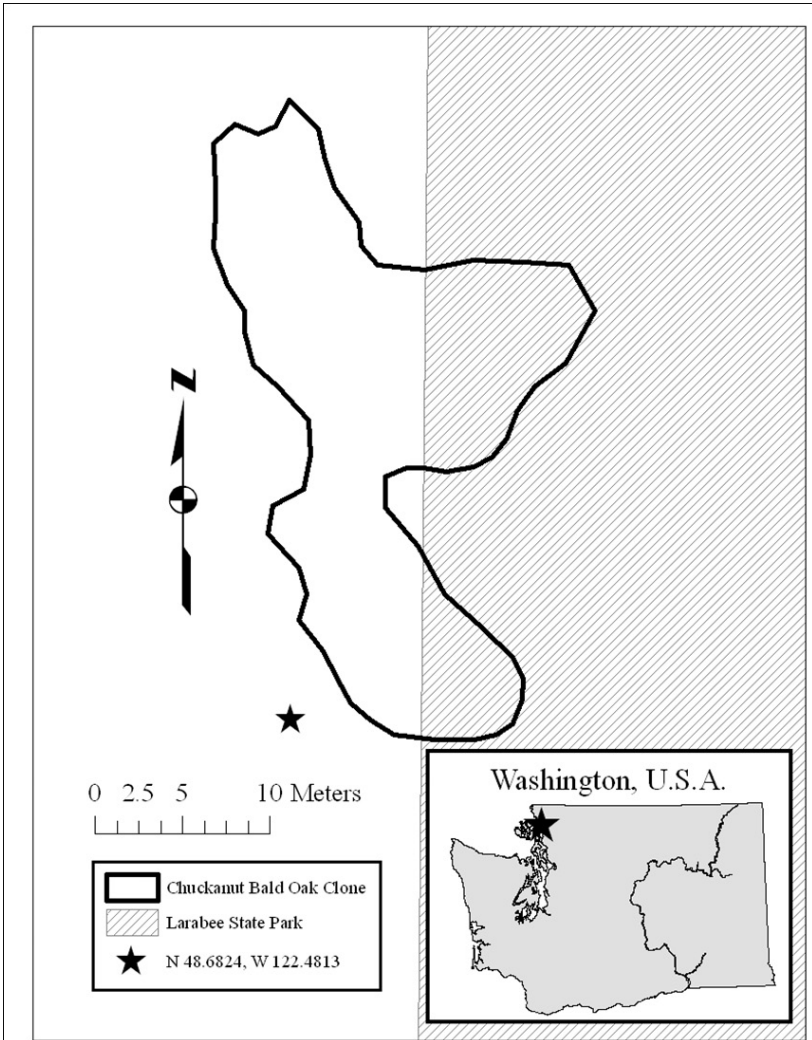 N
0 2.5 5 10 Meters
Chuckanut Bald Oak Clone
Larabee State Park
N 48.6824, W 122.4813
Washington, U.S.A.